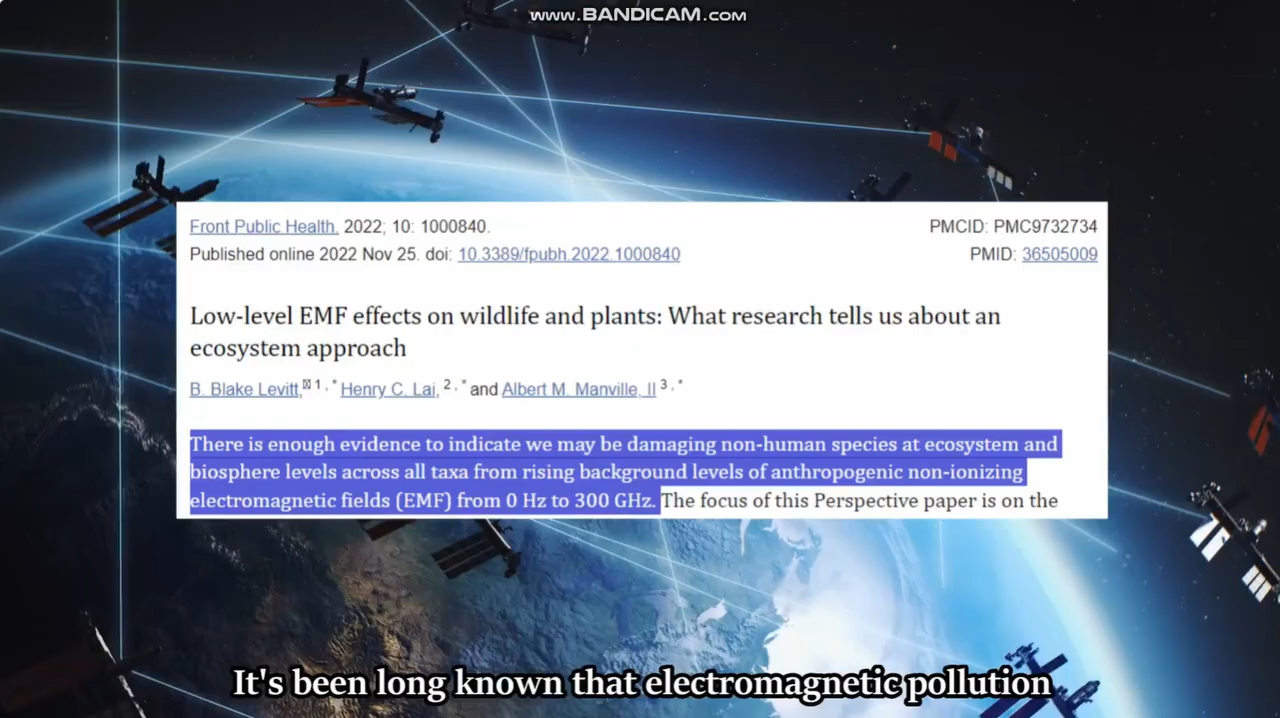 www.BANDICAM.com
Front Public Health. 2022; 10: 1000840.
PMCID: PMC9732734
Published online 2022 Nov 25. doi: 10.3389/fpubh.2022.1000840
PMID: 36505009
Low-level EMF effects on wildlife and plants: What research tells us about an
ecosystem approach
B. Blake Levitt, 1 , * Henry C. Lai, 2 , * and Albert M. Manville, II 3 , *
There is enough evidence to indicate we may be damaging non-human species at ecosystem and
biosphere levels across all taxa from rising background levels of anthropogenic non-ionizing
electromagnetic fields (EMF) from 0 Hz to 300 GHz. The focus of this Perspective paper is on the
It's been long known that electromagnetic pollution